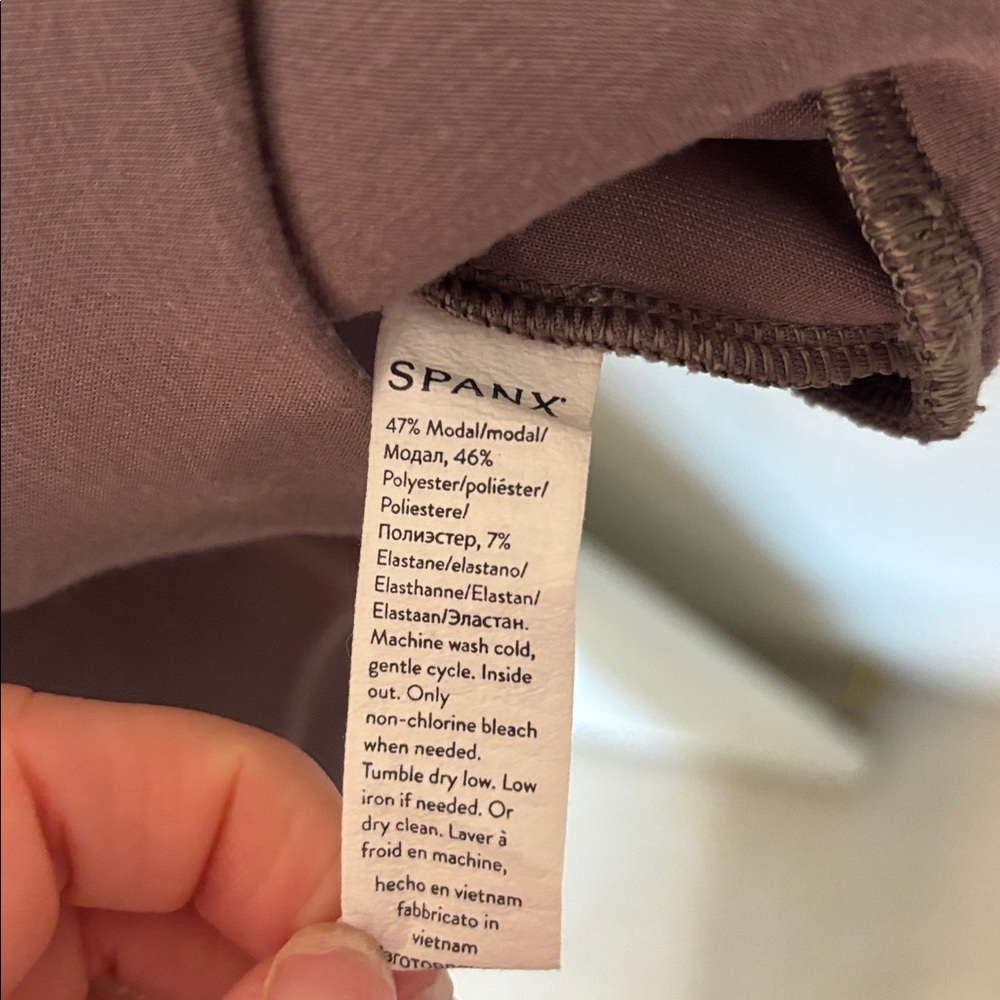 SPANX
47% Modal/modal/
Модал, 46%
Polyester/poliéster/
Poliestere/
Полиэстер, 7%
Elastane/elastano/
Elasthanne/Elastan/
Elastaan/Эластан.
Machine wash cold,
gentle cycle. Inside
out. Only
non-chlorine bleach
when needed.
Tumble dry low. Low
iron if needed. Or
dry clean. Laver à
froid en machine,
hecho en vietnam
fabbricato in
vietnam